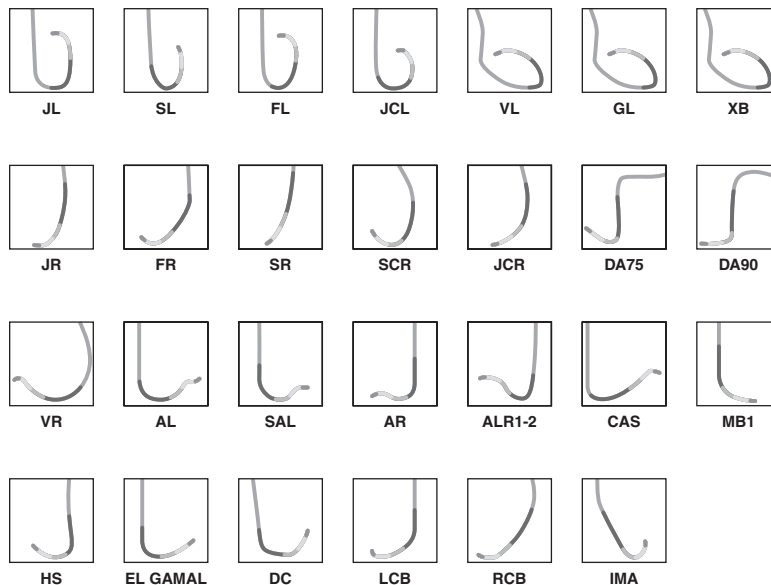 JL SL FL JCL VL GL XB
JR FR SR SCR JCR DA75 DA90
VR AL SAL AR ALR1-2 CAS MB1
HS EL GAMAL DC LCB RCB IMA